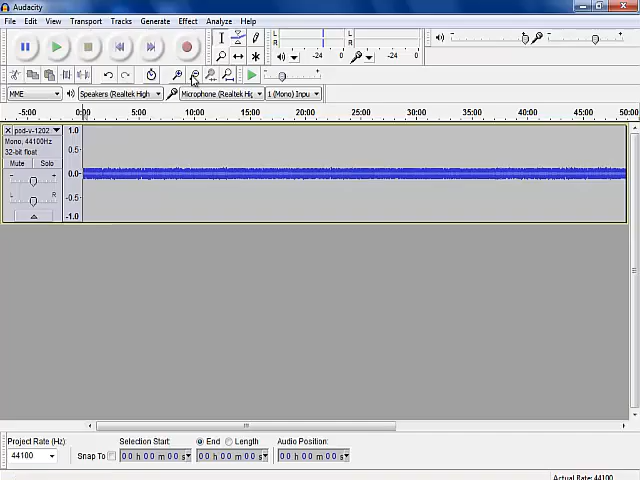 Audacity
File Edit View Transport Tracks Generate Effect Analyze Help
L R -24 0 L R -24 0
MME Speakers (Realtek High Microphone (Realtek Hig 1 (Mono) Inpu
-5:00 0:00 5:00 10:00 15:00 20:00 25:00 30:00 35:00 40:00 45:00 50:00
pod-v-1202 1.0
Mono, 44100Hz
32-bit float 0.5
Mute Solo
- + 0.0
L R -0.5
-1.0
Project Rate (Hz): Selection Start: End Length Audio Position:
44100 Snap To 00 h 00 m 00 s 00 h 00 m 00 s 00 h 00 m 00 s
Actual Rate: 44100